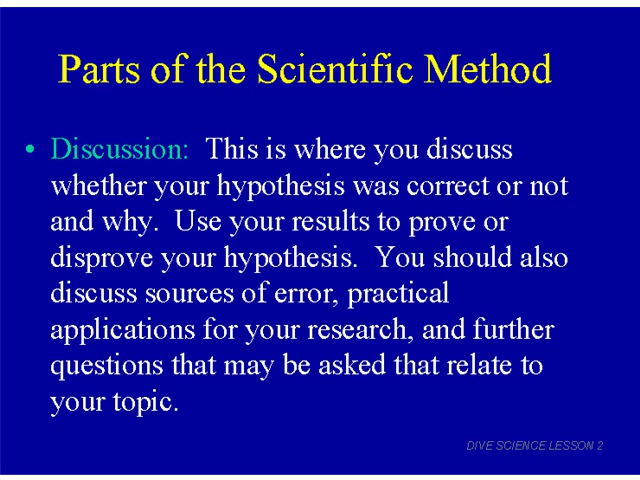 Parts of the Scientific Method
• Discussion:  This is where you discuss
whether your hypothesis was correct or not
and why.  Use your results to prove or
disprove your hypothesis.  You should also
discuss sources of error, practical
applications for your research, and further
questions that may be asked that relate to
your topic.
DIVE SCIENCE LESSON 2